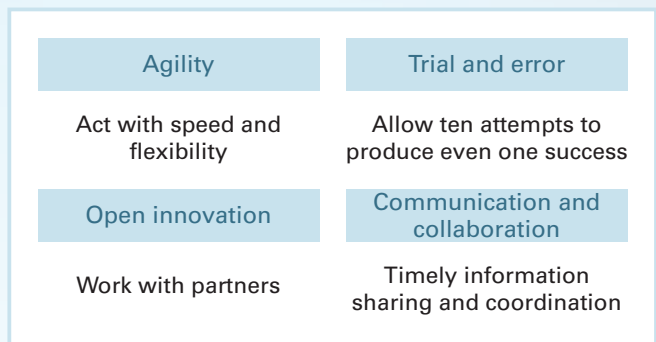 Agility
Act with speed and
flexibility
Trial and error
Allow ten attempts to
produce even one success
Open innovation
Work with partners
Communication and
collaboration
Timely information
sharing and coordination